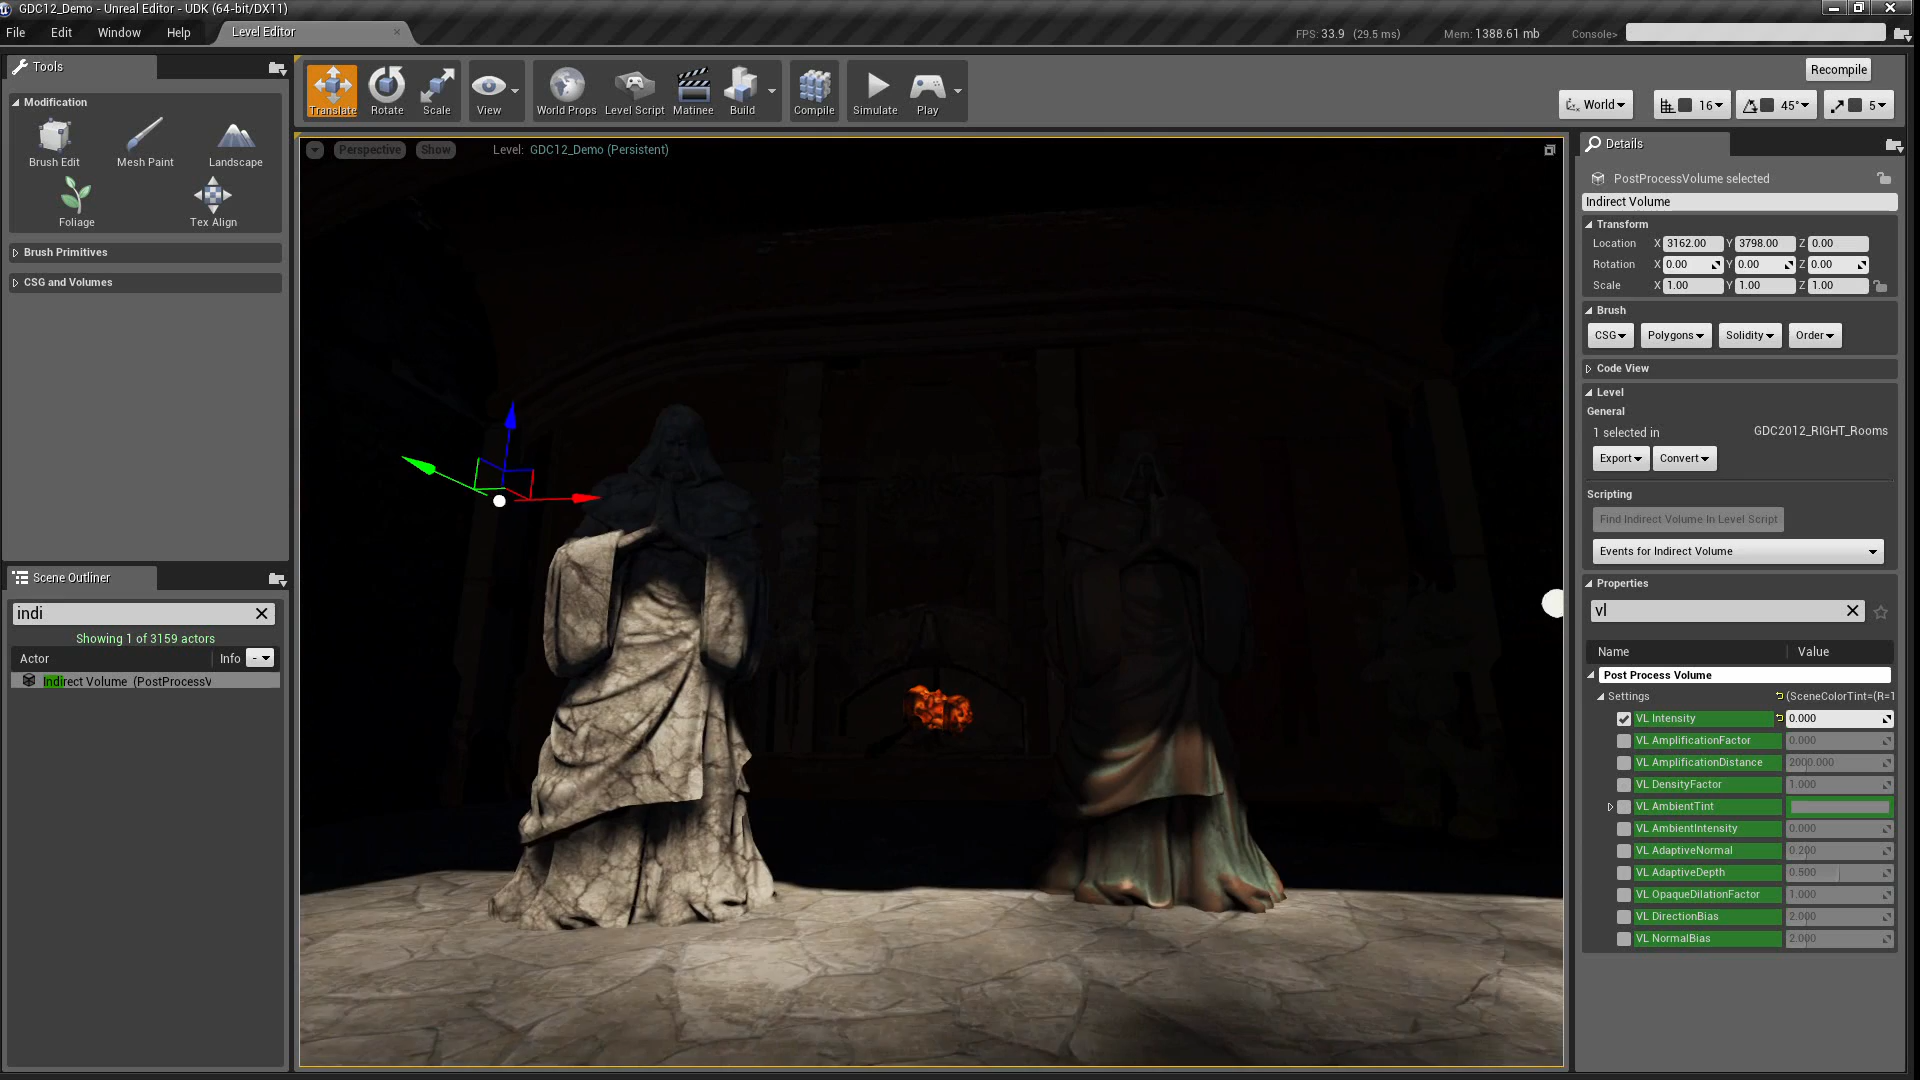 GDC12_Demo - Unreal Editor - UDK (64-bit/DX11)
File Edit Window Help
Level Editor
FPS: 33.9 (29.5 ms) Mem: 1388.61 mb Console>
Tools
Modification
Brush Edit Mesh Paint Landscape
Foliage Tex Align
Brush Primitives
CSG and Volumes
Translate Rotate Scale View World Props Level Script Matinee Build Compile Simulate Play
Recompile
World 16 45° 5
Perspective Show Level: GDC12_Demo (Persistent)
Scene Outliner
indi
Showing 1 of 3159 actors
Actor Info -
Indirect Volume (PostProcessV
Details
PostProcessVolume selected
Indirect Volume
Transform
Location X 3162.00 Y 3798.00 Z 0.00
Rotation X 0.00 Y 0.00 Z 0.00
Scale X 1.00 Y 1.00 Z 1.00
Brush
CSG Polygons Solidity Order
Code View
Level
General
1 selected in GDC2012_RIGHT_Rooms
Export Convert
Scripting
Find Indirect Volume In Level Script
Events for Indirect Volume
Properties
vl
Name Value
Post Process Volume
Settings (SceneColorTint=(R=1
VL Intensity 0.000
VL AmplificationFactor 0.000
VL AmplificationDistance 2000.000
VL DensityFactor 1.000
VL AmbientTint
VL AmbientIntensity 0.000
VL AdaptiveNormal 0.200
VL AdaptiveDepth 0.500
VL OpaqueDilationFactor 1.000
VL DirectionBias 2.000
VL NormalBias 2.000